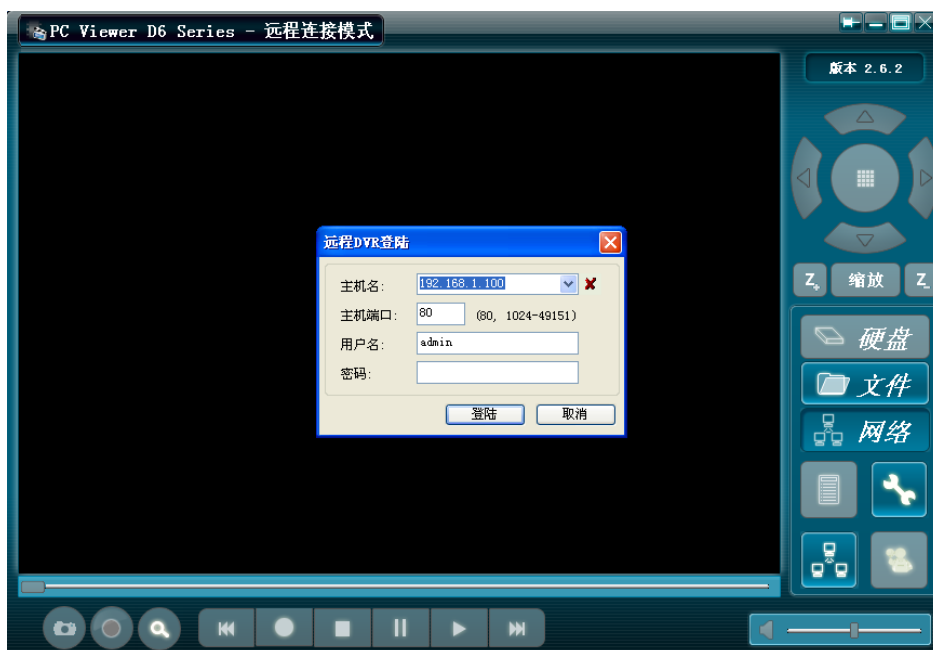 PC Viewer D6 Series - 远程连接模式
版本 2.6.2
远程DVR登陆
主机名: 192.168.1.100
主机端口: 80 (80, 1024-49151)
用户名: admin
密码:
登陆 取消
Z+ 缩放 Z-
硬盘
文件
网络